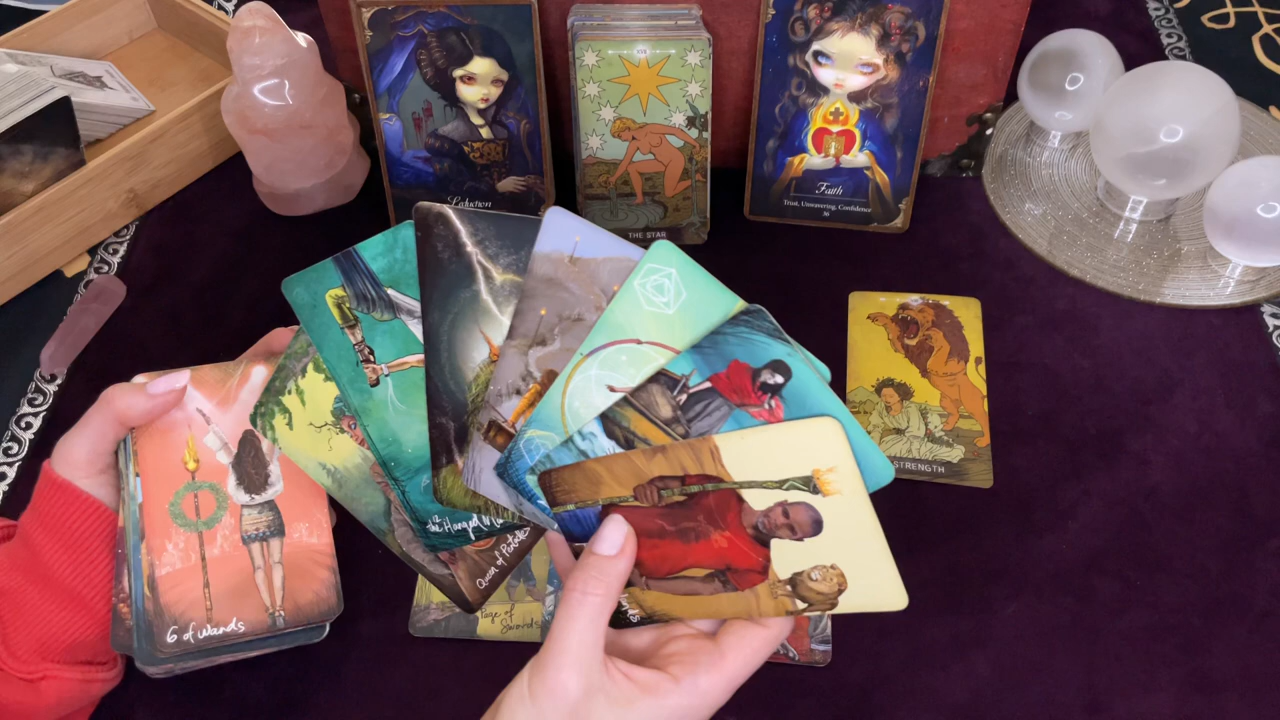 Seduction
THE STAR
Faith
Trust, Unwavering, Confidence
36
STRENGTH
the Hanged
Queen of Pentacles
Page of
Swords
6 of Wands